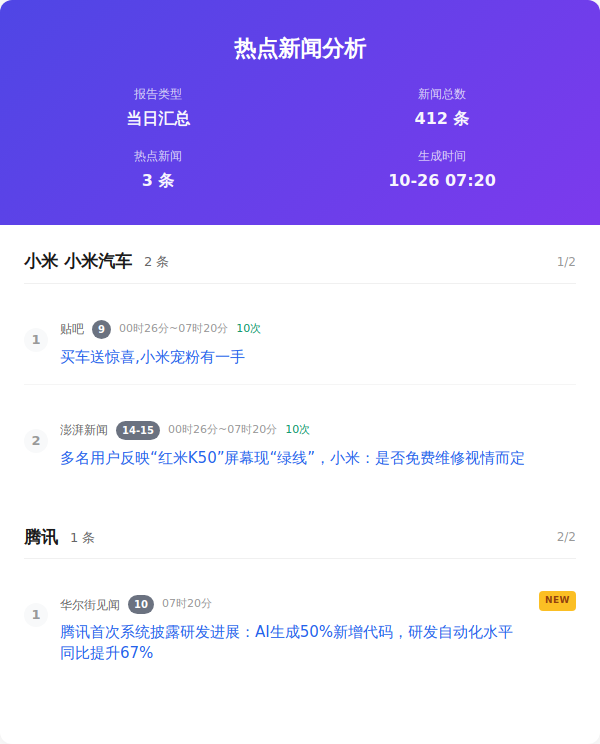 热点新闻分析
报告类型
当日汇总
新闻总数
412 条
热点新闻
3 条
生成时间
10-26 07:20
小米 小米汽车 2 条 1/2
1 贴吧 9 00时26分~07时20分 10次
买车送惊喜,小米宠粉有一手
2 澎湃新闻 14-15 00时26分~07时20分 10次
多名用户反映“红米K50”屏幕现“绿线”，小米：是否免费维修视情而定
腾讯 1 条 2/2
1 华尔街见闻 10 07时20分 NEW
腾讯首次系统披露研发进展：AI生成50%新增代码，研发自动化水平
同比提升67%